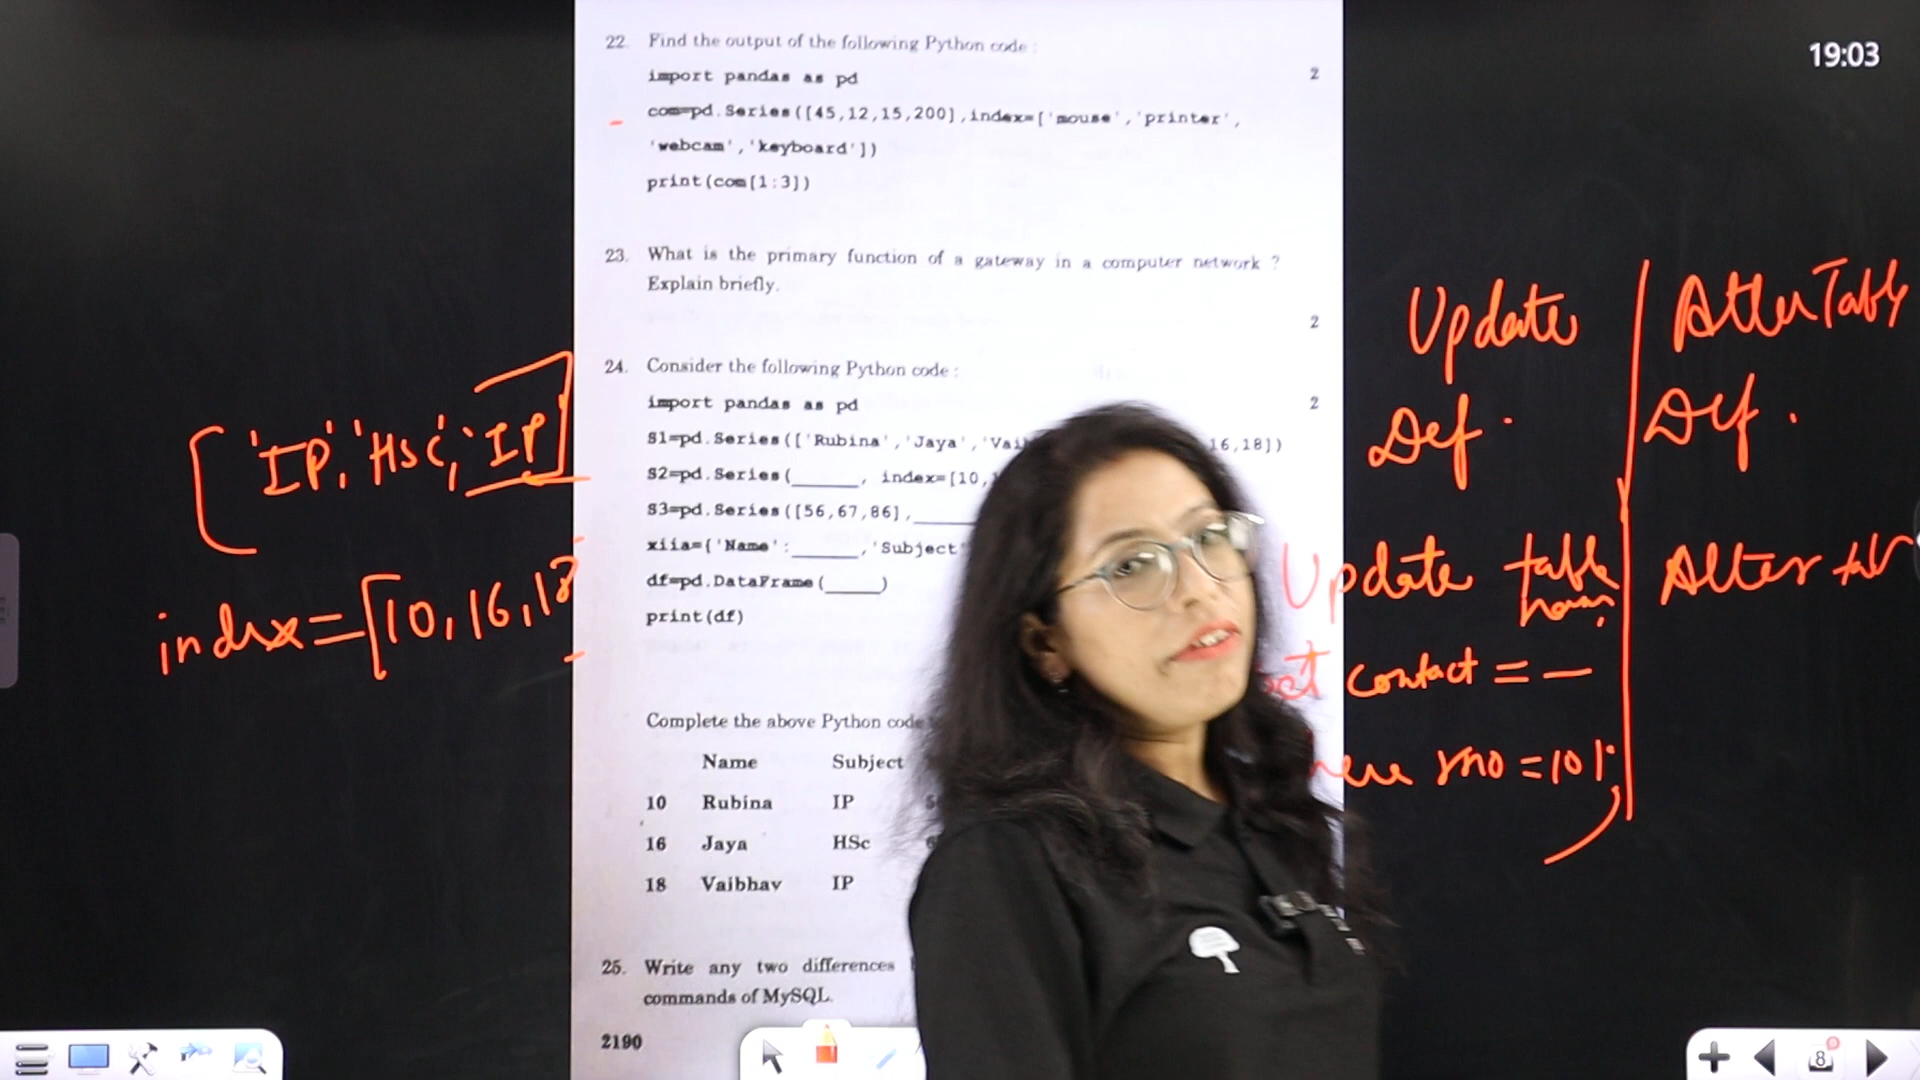 19:03
22. Find the output of the following Python code :
2
import pandas as pd
com=pd.Series([45,12,15,200],index=['mouse','printer',
'webcam','keyboard'])
print(com[1:3])
23. What is the primary function of a gateway in a computer network ?
Explain briefly.
2
24. Consider the following Python code :
import pandas as pd
2
S1=pd.Series(['Rubina','Jaya','Vai
16,18])
S2=pd.Series(______, index=[10,
S3=pd.Series([56,67,86],
xiia={'Name':______,'Subject'
df=pd.DataFrame(_____)
print(df)
Complete the above Python code
Name Subject
10 Rubina IP
16 Jaya HSc
18 Vaibhav IP
25. Write any two differences
commands of MySQL.
2190
['IP','HSC','IP]
index=[10,16,18
Update
Def.
Update table
name
contact = —
rno =101;
Alter Table
Def.
Alter
8